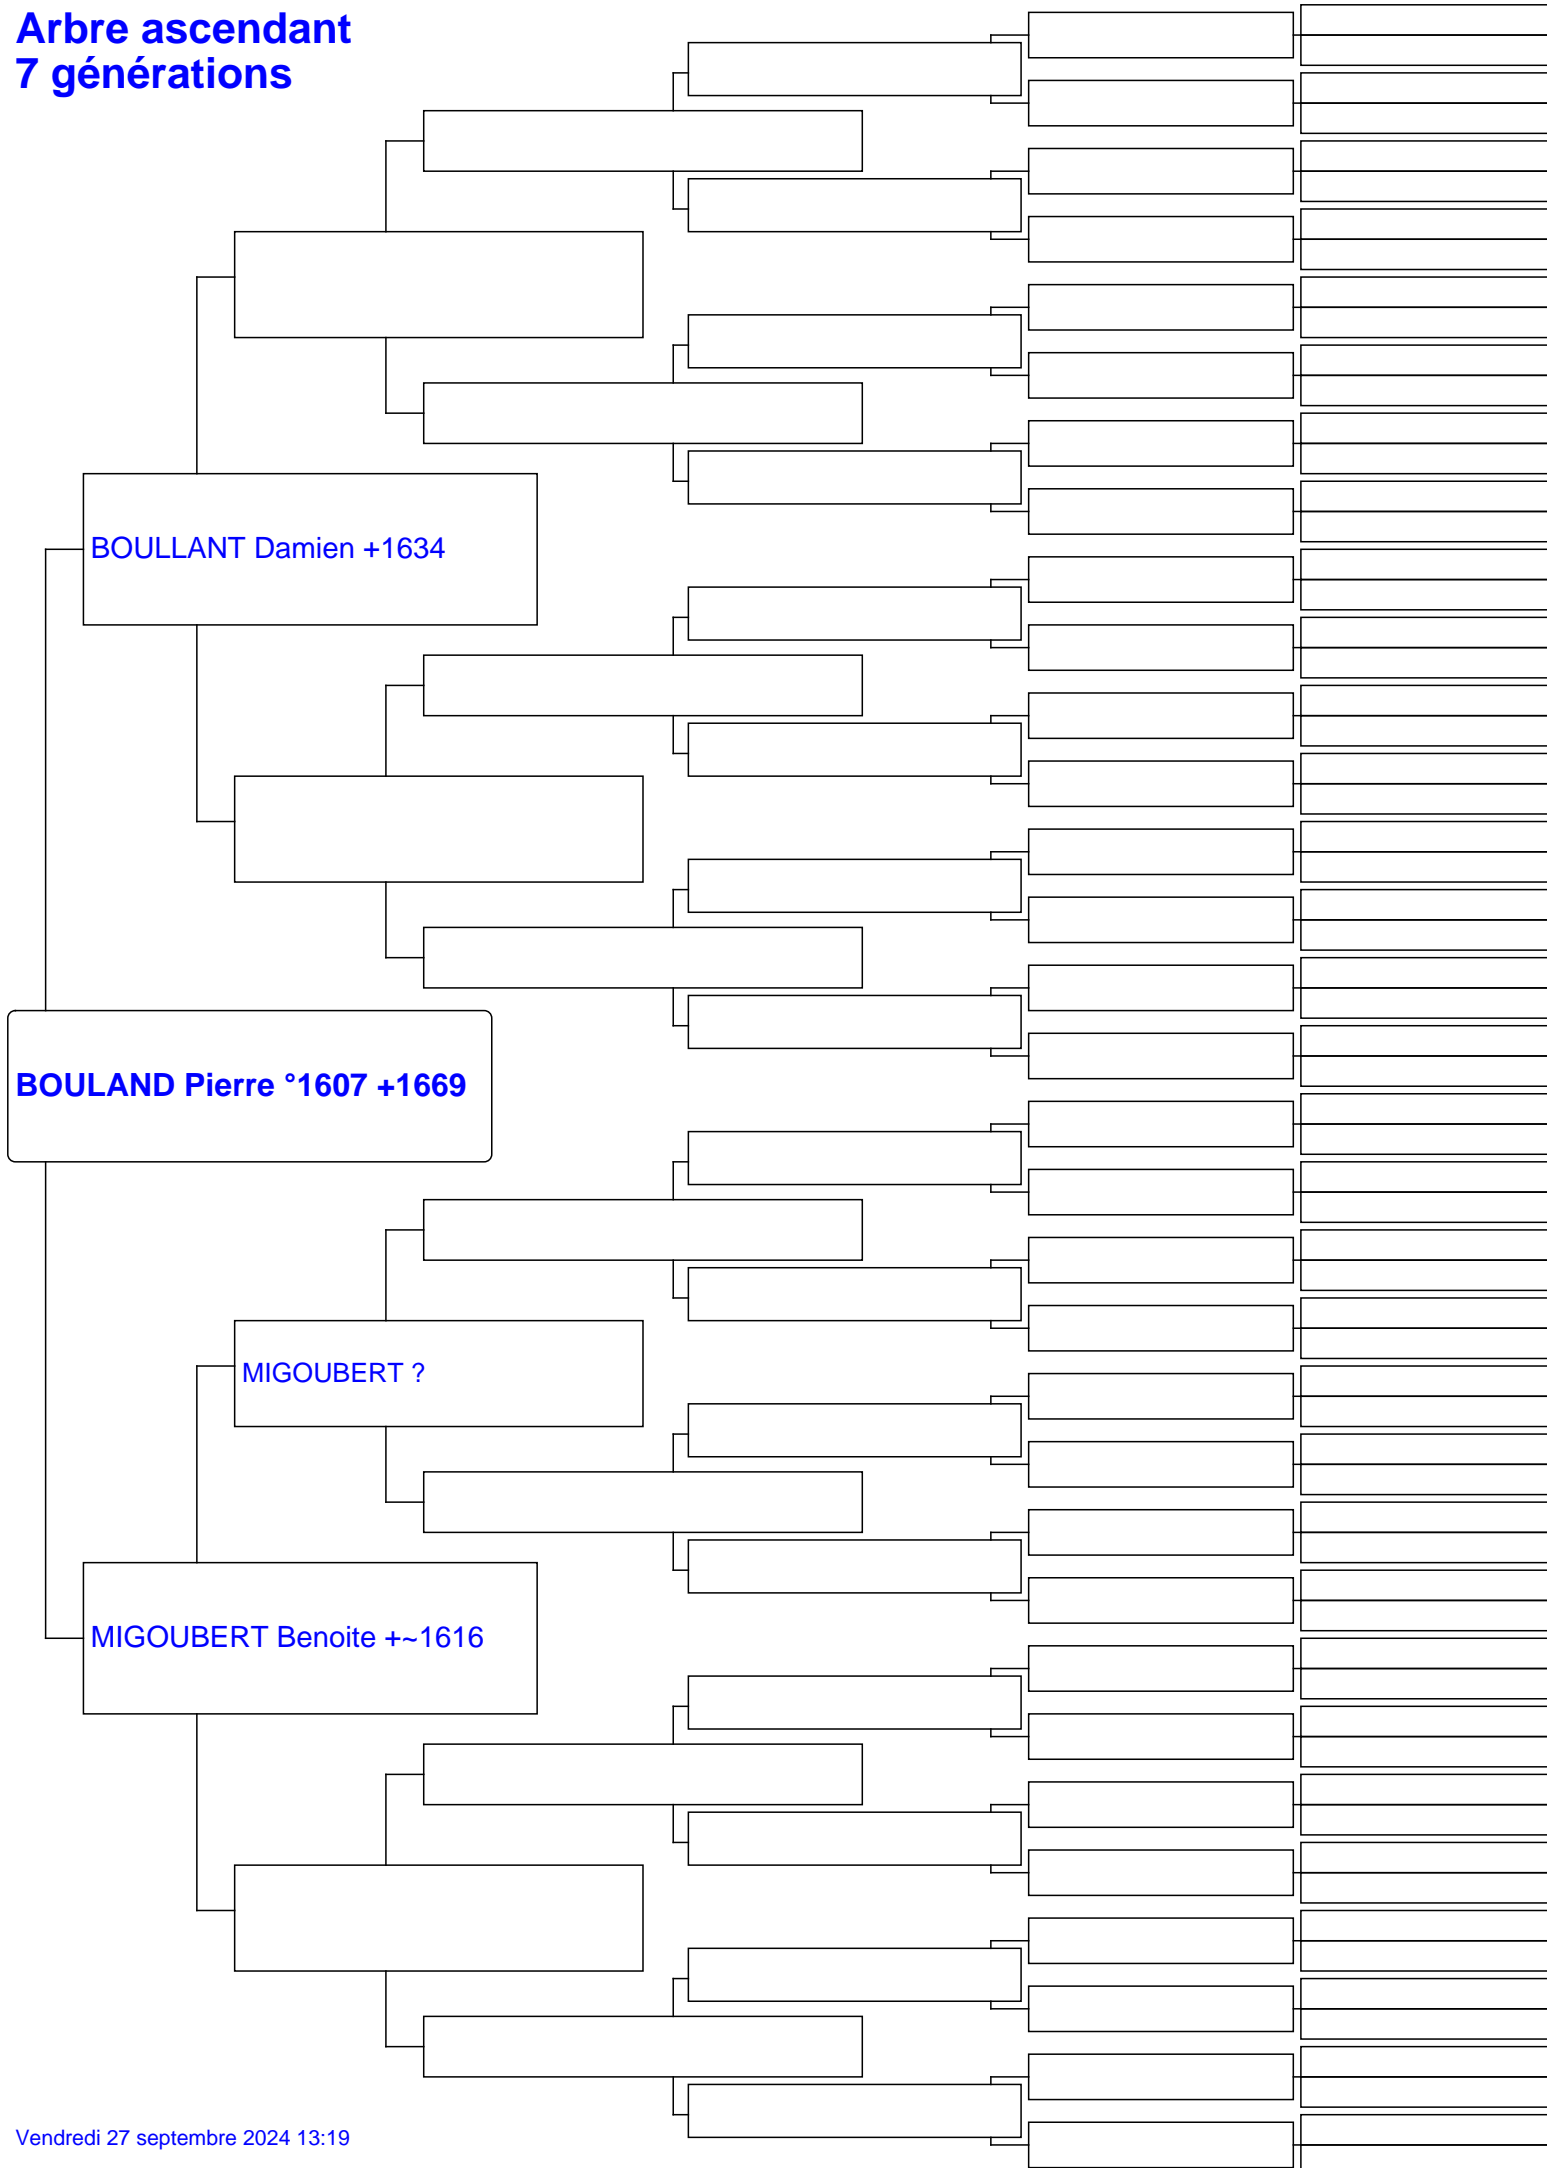 Arbre ascendant
7 générations
BOULLANT Damien +1634
BOULAND Pierre °1607 +1669
MIGOUBERT ?
MIGOUBERT Benoite +~1616
Vendredi 27 septembre 2024 13:19